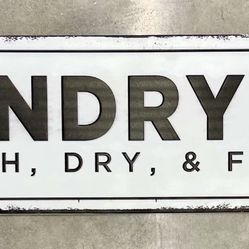 NDRY
H, DRY, & F